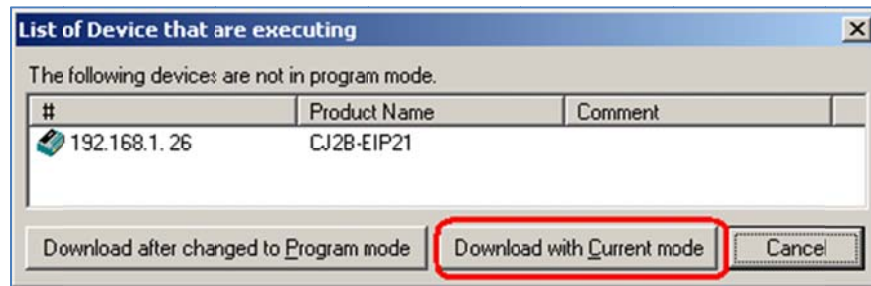 List of Device that are executing
The following devices are not in program mode.
# Product Name Comment
192.168.1. 26 CJ2B-EIP21
Download after changed to Program mode Download with Current mode Cancel